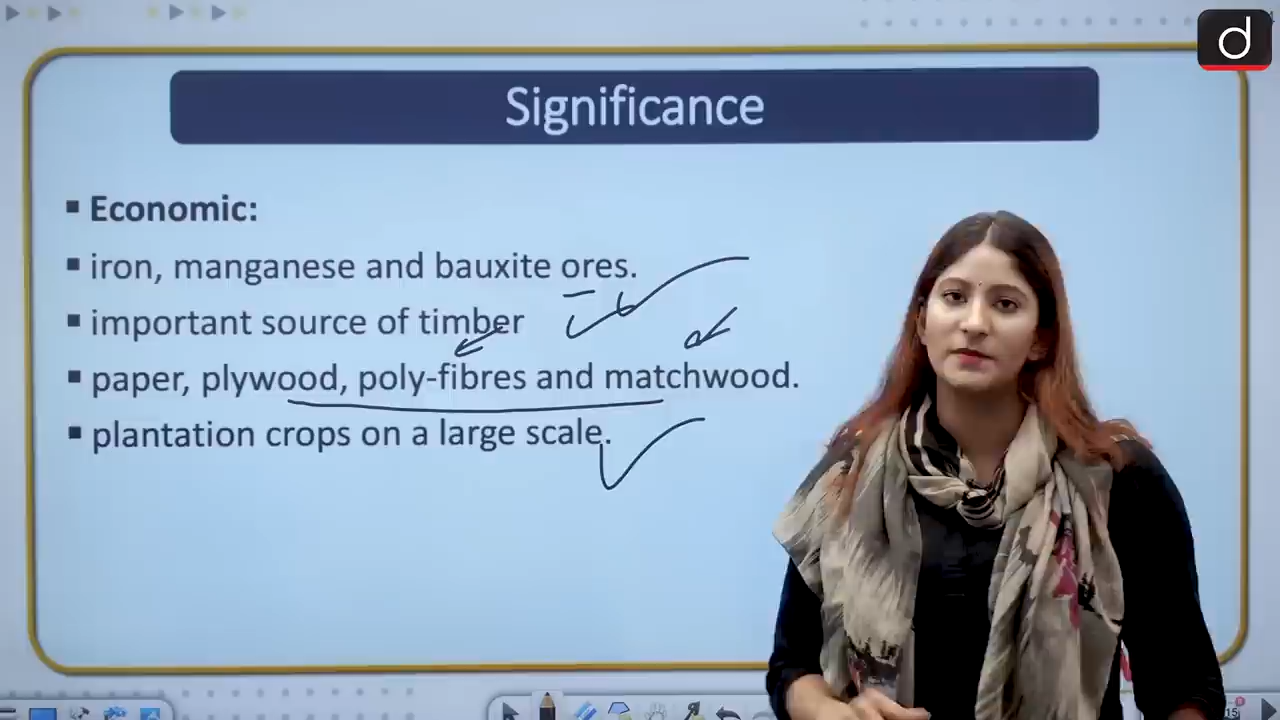 d
Significance
▪ Economic:
▪ iron, manganese and bauxite ores.
▪ important source of timber
▪ paper, plywood, poly-fibres and matchwood.
▪ plantation crops on a large scale.
15